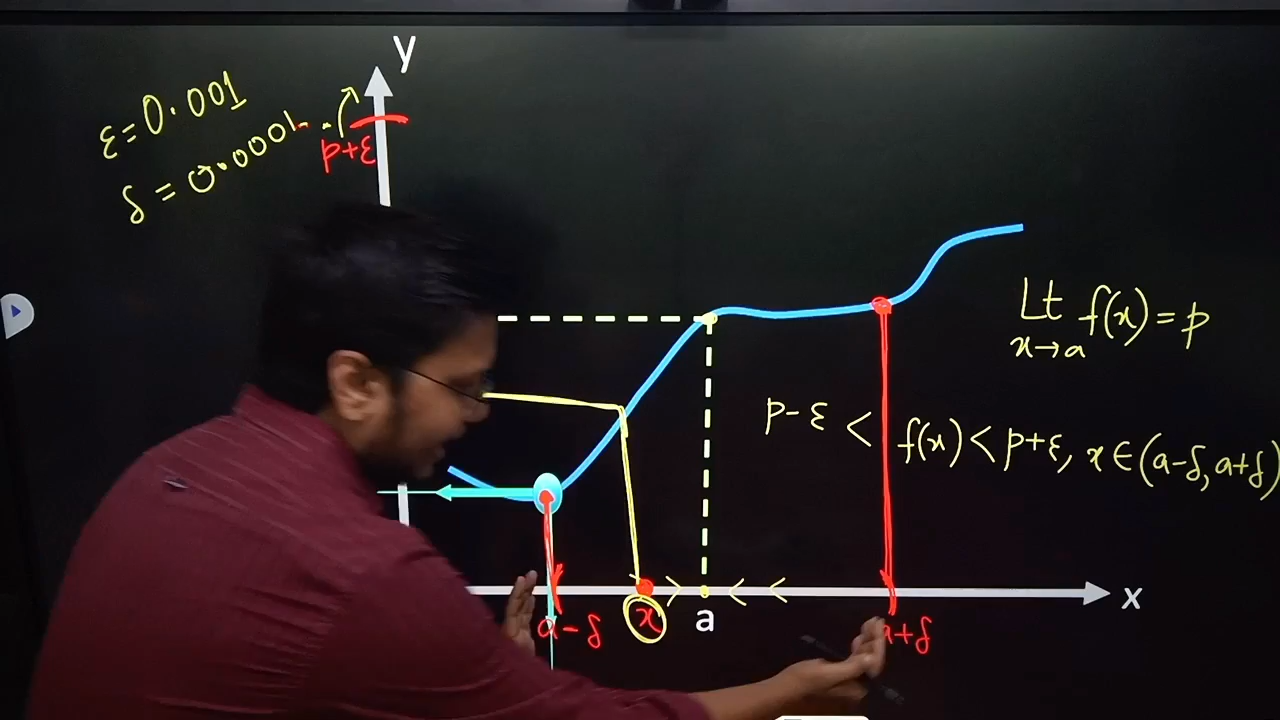 y
ε=0.001
δ=0.0001
p+ε
Lt f(x)=p
x→a
p-ε < f(x) < p+ε, x∈(a-δ, a+δ)
x
a-δ
x
a
a+δ